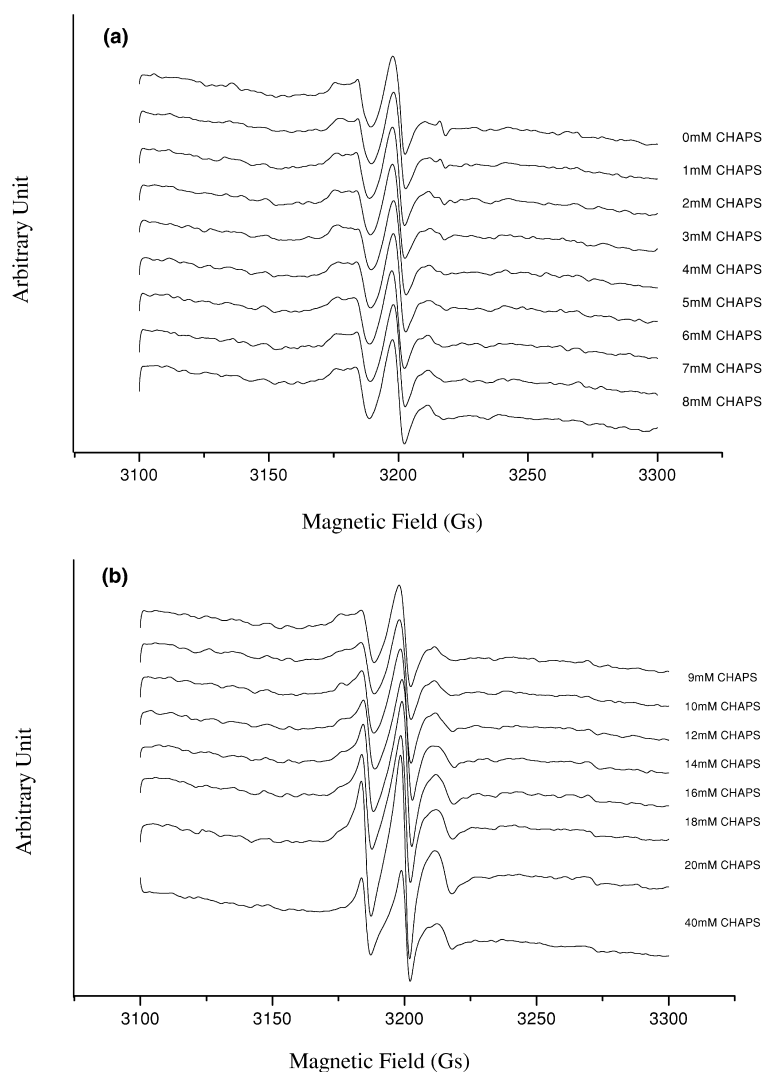 (a)
0mM CHAPS
1mM CHAPS
2mM CHAPS
3mM CHAPS
4mM CHAPS
5mM CHAPS
6mM CHAPS
7mM CHAPS
8mM CHAPS
Arbitrary Unit
3100 3150 3200 3250 3300
Magnetic Field (Gs)
(b)
9mM CHAPS
10mM CHAPS
12mM CHAPS
14mM CHAPS
16mM CHAPS
18mM CHAPS
20mM CHAPS
40mM CHAPS
Arbitrary Unit
3100 3150 3200 3250 3300
Magnetic Field (Gs)